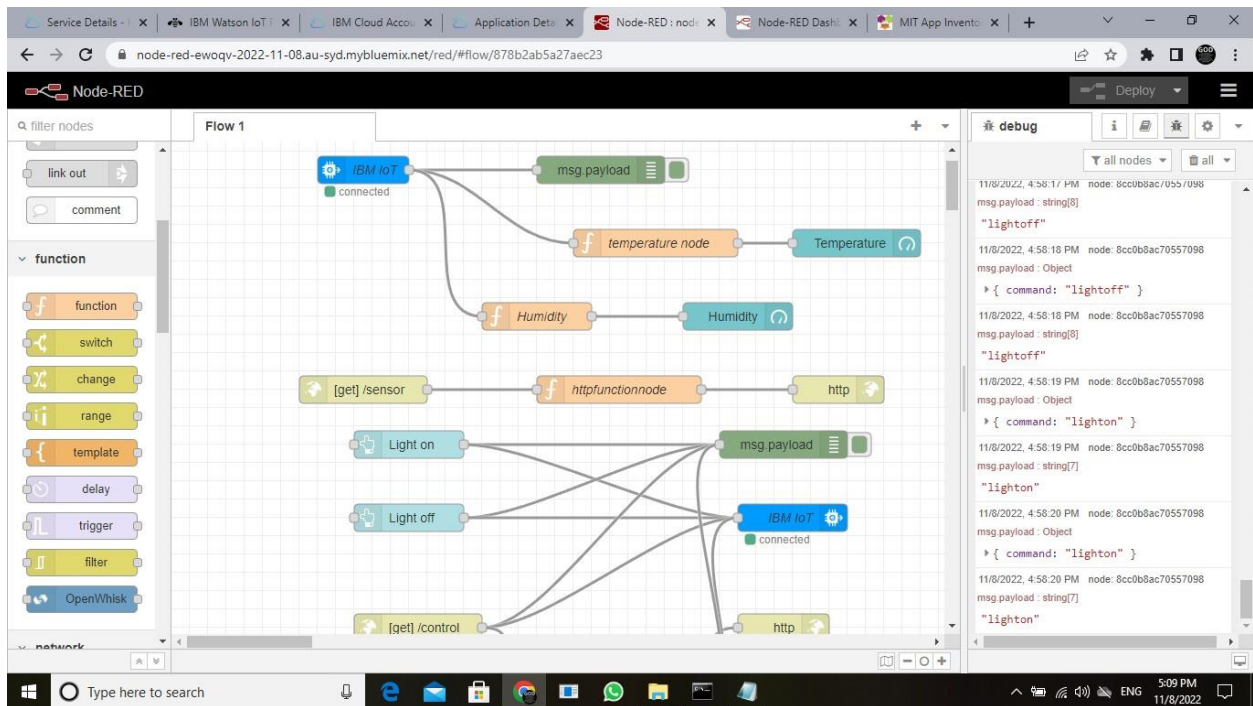 Service Details - I
IBM Watson IoT
IBM Cloud Accou
Application Deta
Node-RED : node
Node-RED Dash
MIT App Invento
node-red-ewoqv-2022-11-08.au-syd.mybluemix.net/red/#flow/878b2ab5a27aec23
Node-RED
Deploy
filter nodes
link out
comment
function
function
switch
change
range
template
delay
trigger
filter
OpenWhisk
network
Flow 1
IBM IoT
connected
msg.payload
temperature node
Temperature
Humidity
Humidity
[get] /sensor
httpfunctionnode
http
Light on
msg.payload
Light off
IBM IoT
connected
[get] /control
http
debug
all nodes
all
11/8/2022, 4:58:17 PM node: 8cc0b8ac70557098
msg.payload : string[8]
"lightoff"
11/8/2022, 4:58:18 PM node: 8cc0b8ac70557098
msg.payload : Object
{ command: "lightoff" }
11/8/2022, 4:58:18 PM node: 8cc0b8ac70557098
msg.payload : string[8]
"lightoff"
11/8/2022, 4:58:19 PM node: 8cc0b8ac70557098
msg.payload : Object
{ command: "lighton" }
11/8/2022, 4:58:19 PM node: 8cc0b8ac70557098
msg.payload : string[7]
"lighton"
11/8/2022, 4:58:20 PM node: 8cc0b8ac70557098
msg.payload : Object
{ command: "lighton" }
11/8/2022, 4:58:20 PM node: 8cc0b8ac70557098
msg.payload : string[7]
"lighton"
Type here to search
ENG
5:09 PM
11/8/2022